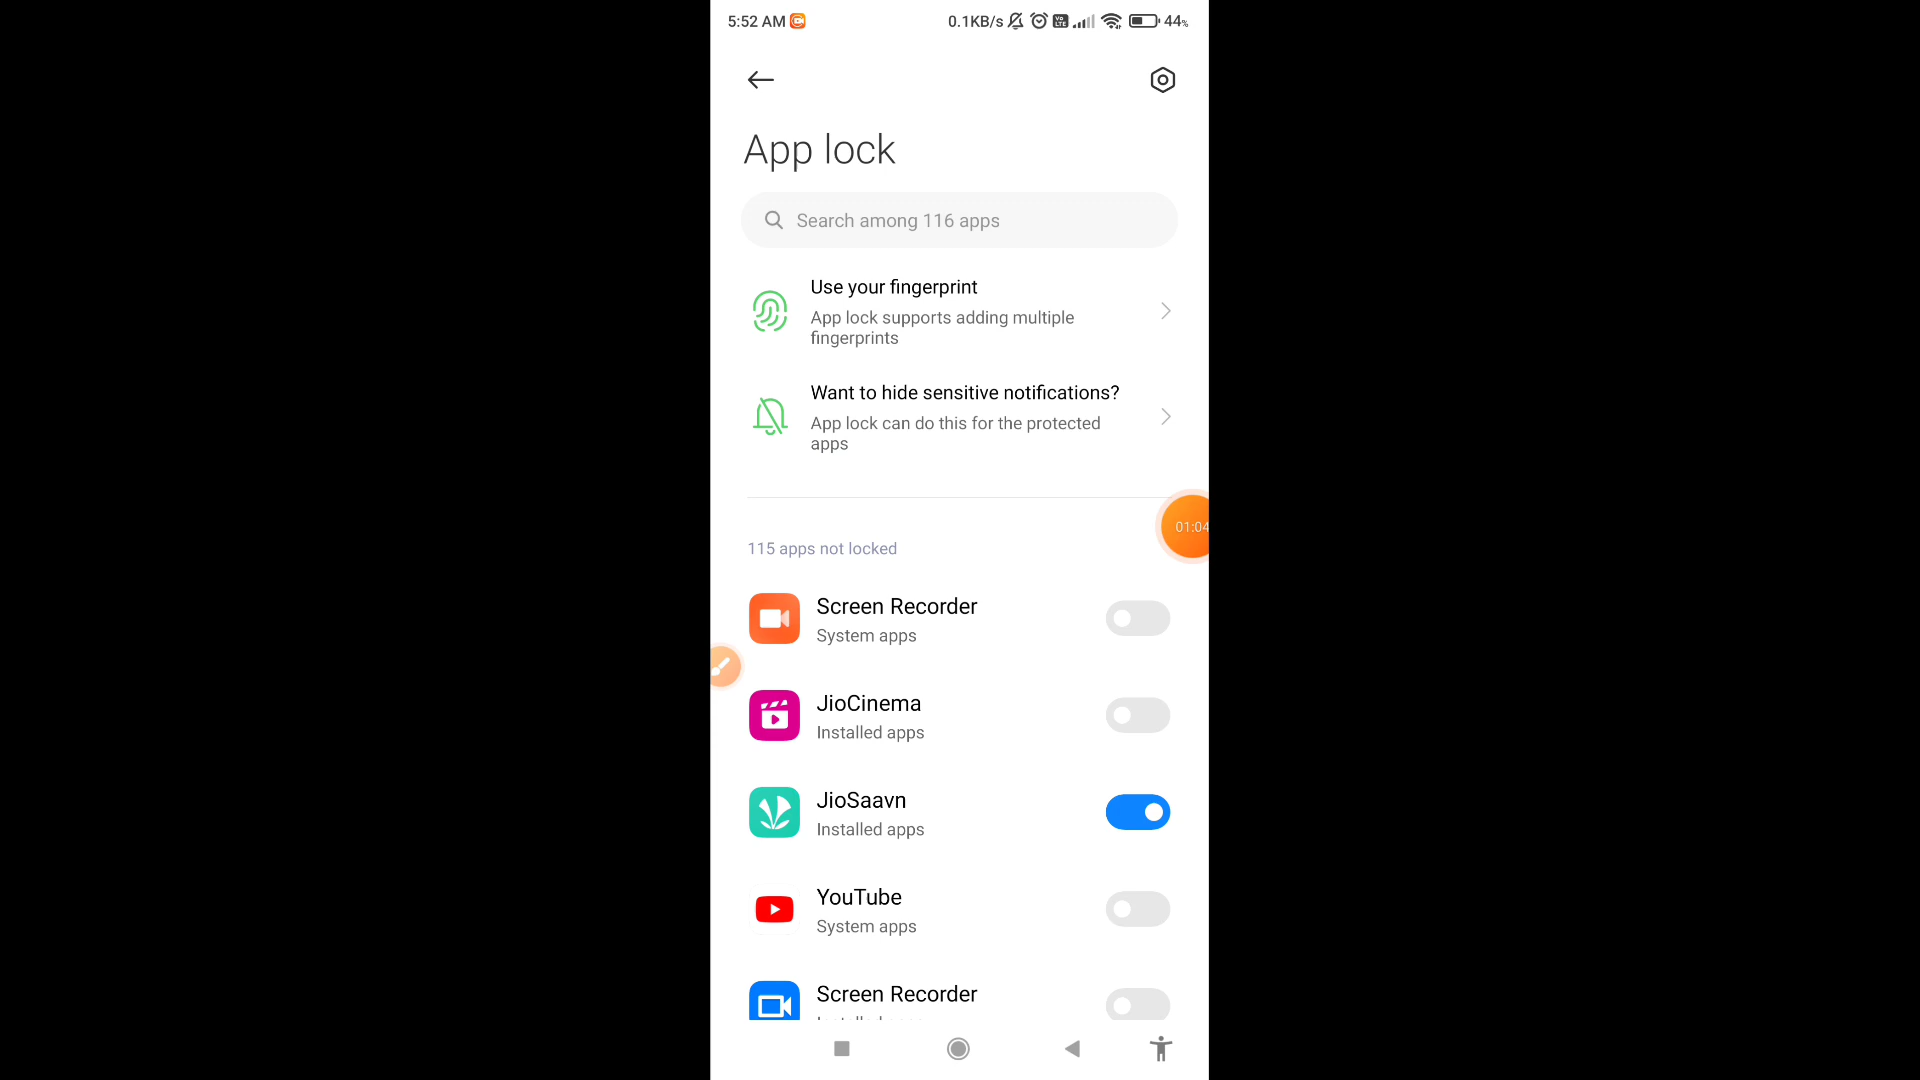 5:52 AM 0.1KB/s Vo LTE 44%
App lock
Search among 116 apps
Use your fingerprint
App lock supports adding multiple
fingerprints
Want to hide sensitive notifications?
App lock can do this for the protected
apps
01:04
115 apps not locked
Screen Recorder
System apps
JioCinema
Installed apps
JioSaavn
Installed apps
YouTube
System apps
Screen Recorder